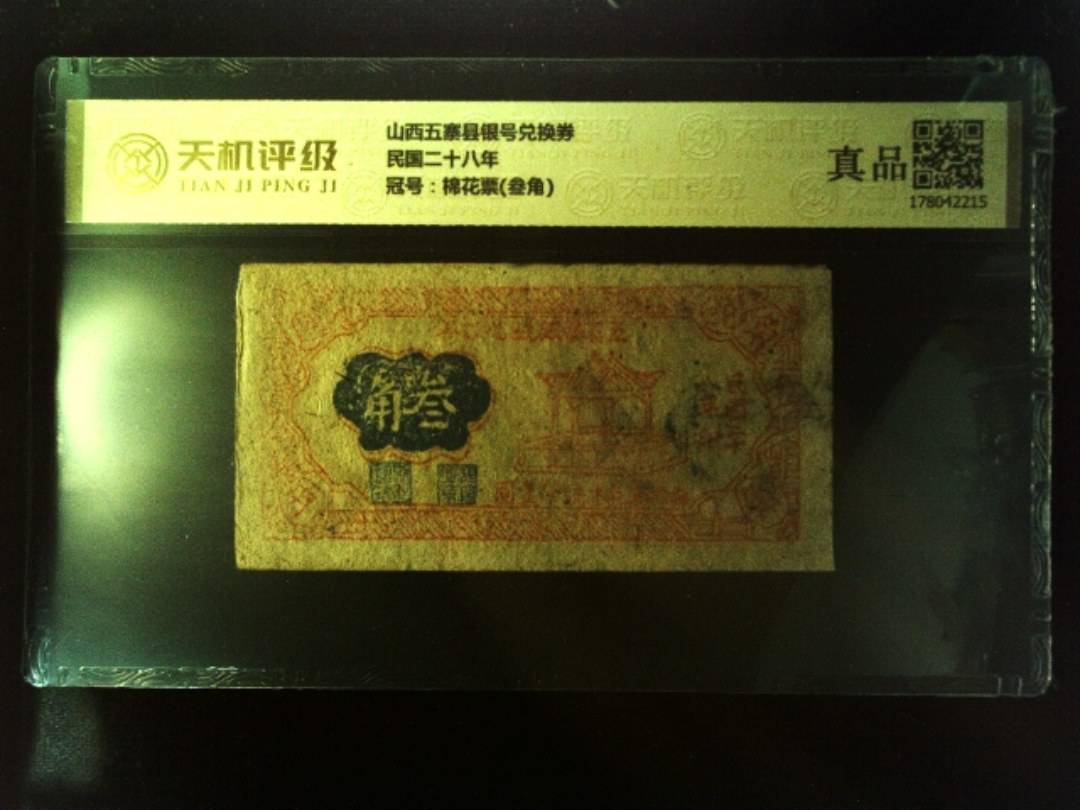 天机评级
TIAN JI PING JI
山西五寨县银号兑换券
民国二十八年
冠号：棉花票(叁角)
真品
178042215
叁角